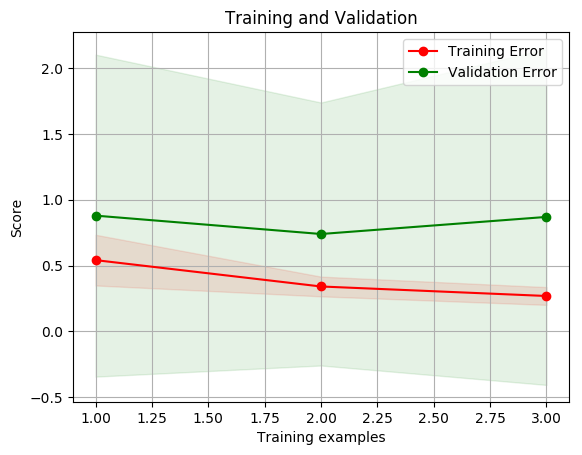 Training and Validation
Training Error
Validation Error
2.0
1.5
1.0
0.5
0.0
−0.5
Score
1.00 1.25 1.50 1.75 2.00 2.25 2.50 2.75 3.00
Training examples